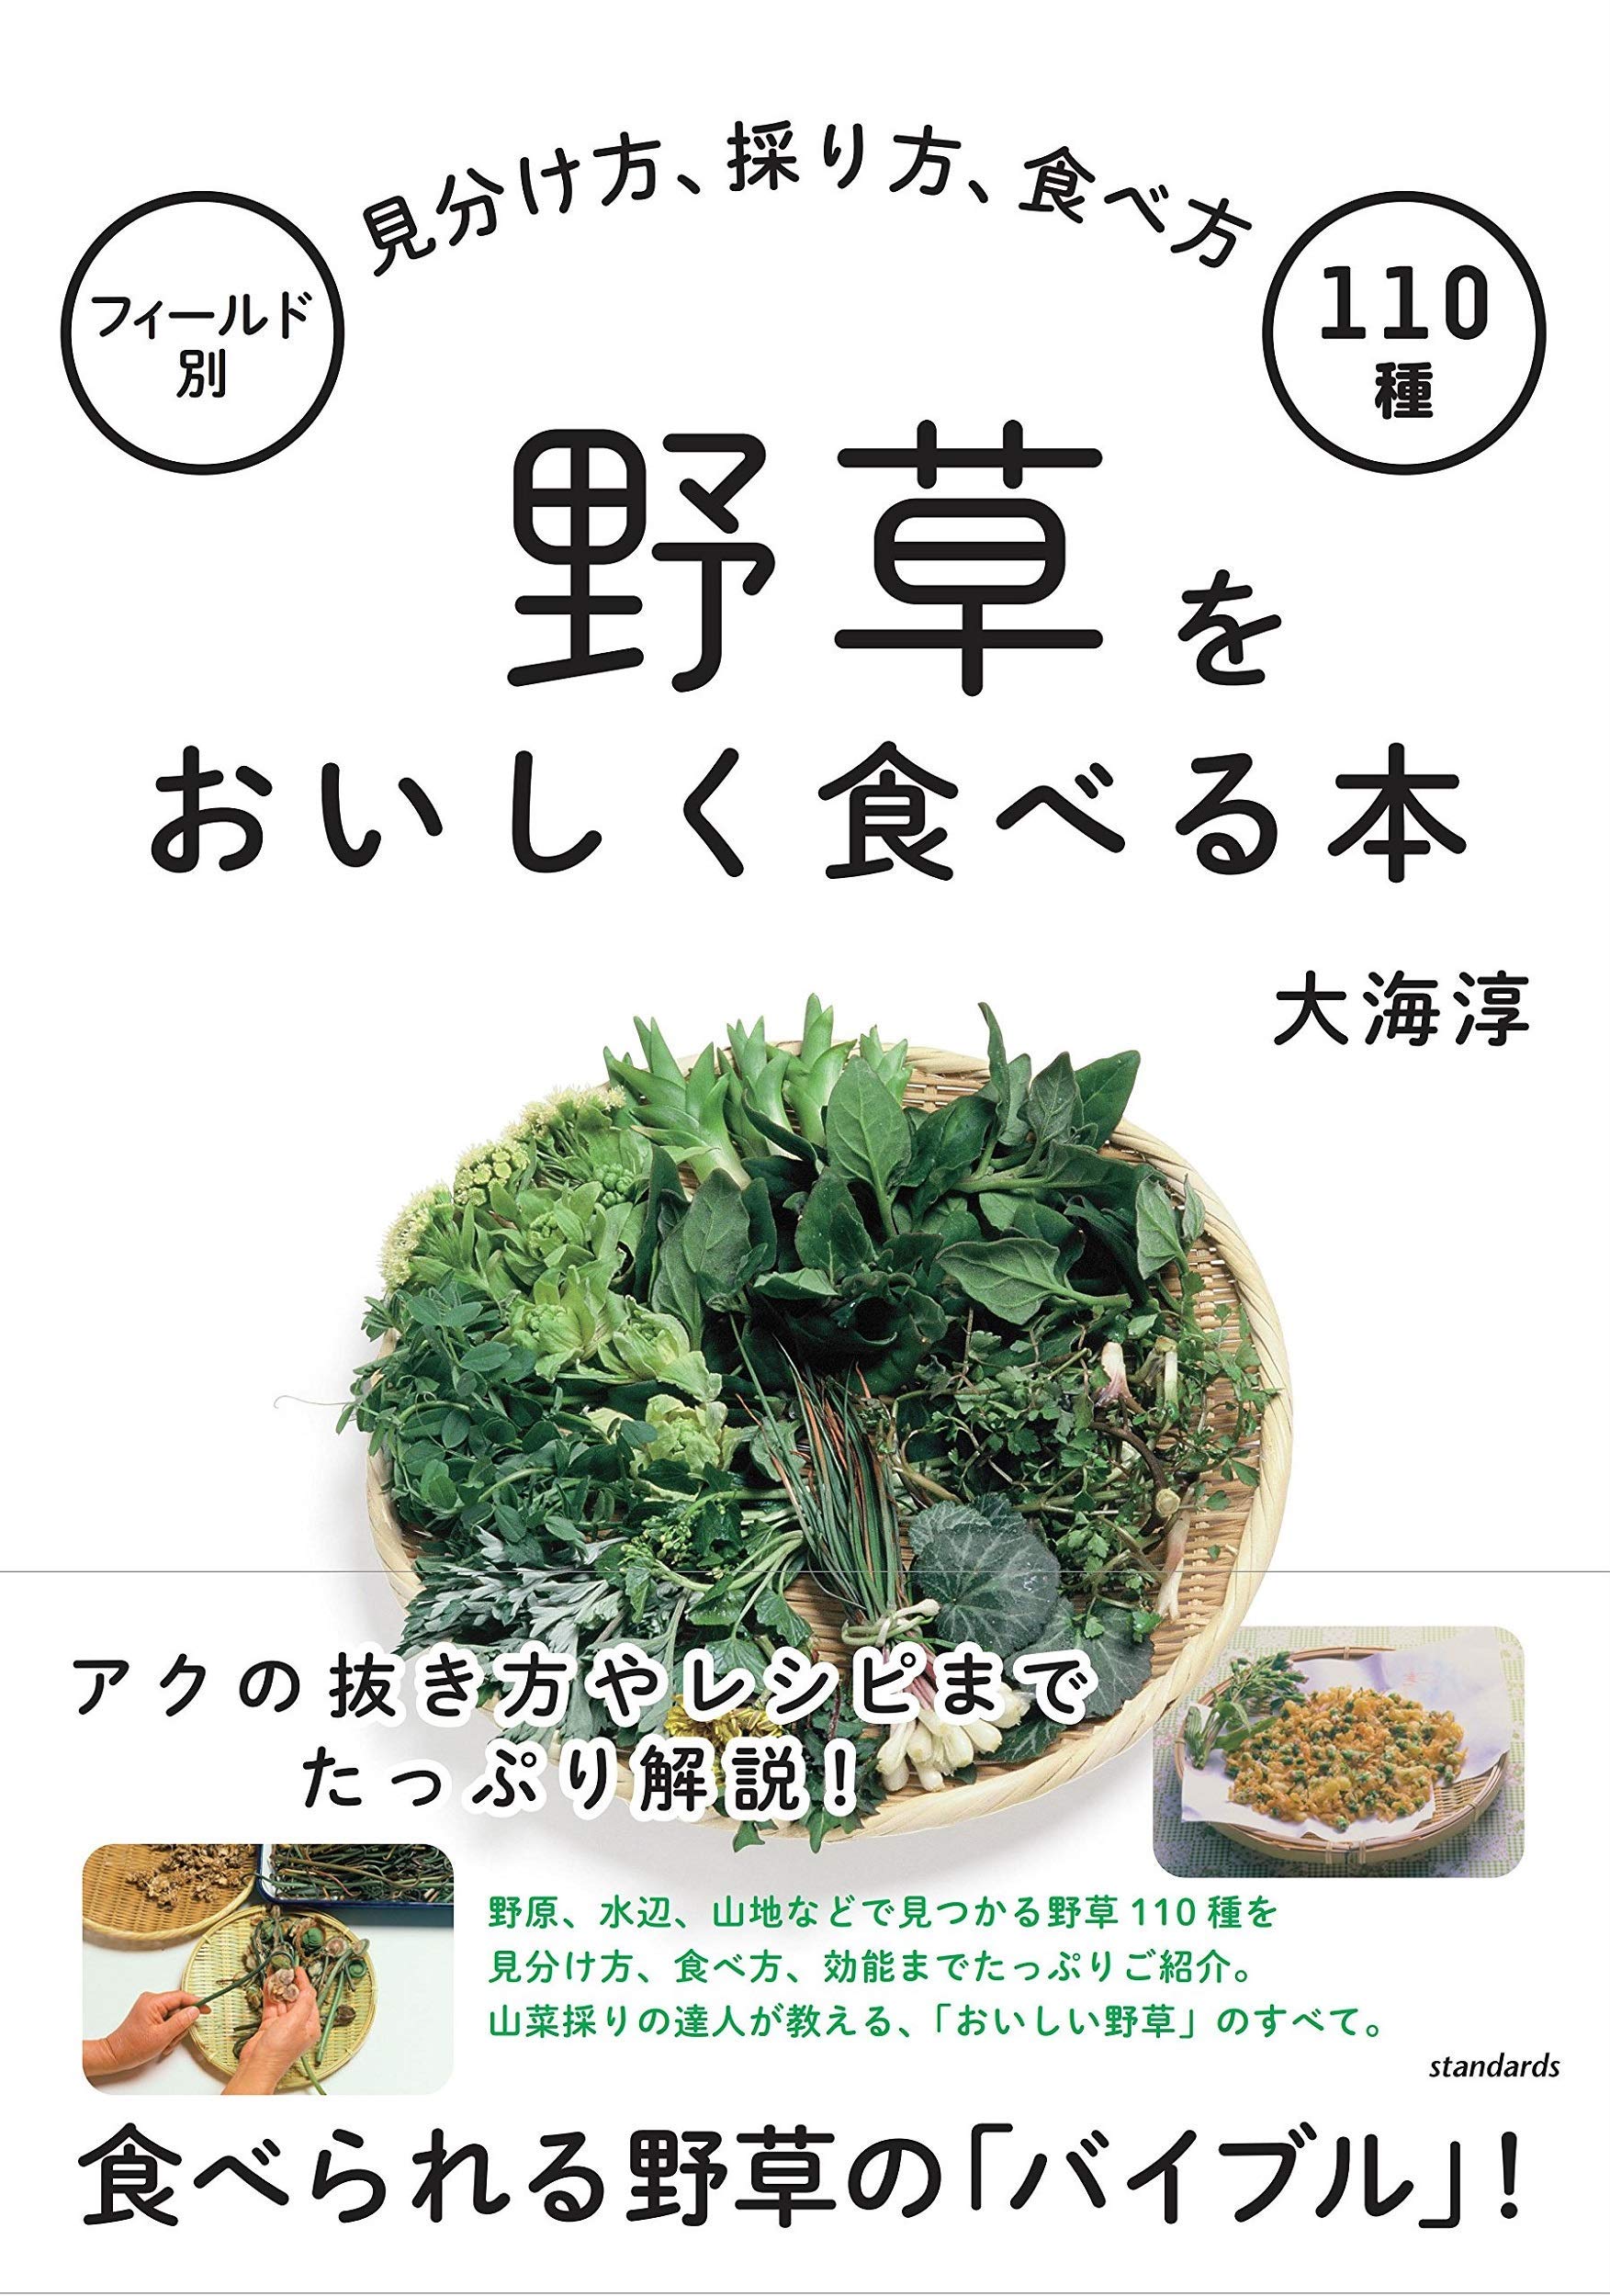 見分け方、採り方、食べ方
フィールド
別
110
種
野草を
おいしく食べる本
大海淳
アクの抜き方やレシピまで
たっぷり解説!
野原、水辺、山地などで見つかる野草110種を
見分け方、食べ方、効能までたっぷりご紹介。
山菜採りの達人が教える、「おいしい野草」のすべて。
standards
食べられる野草の「バイブル」!